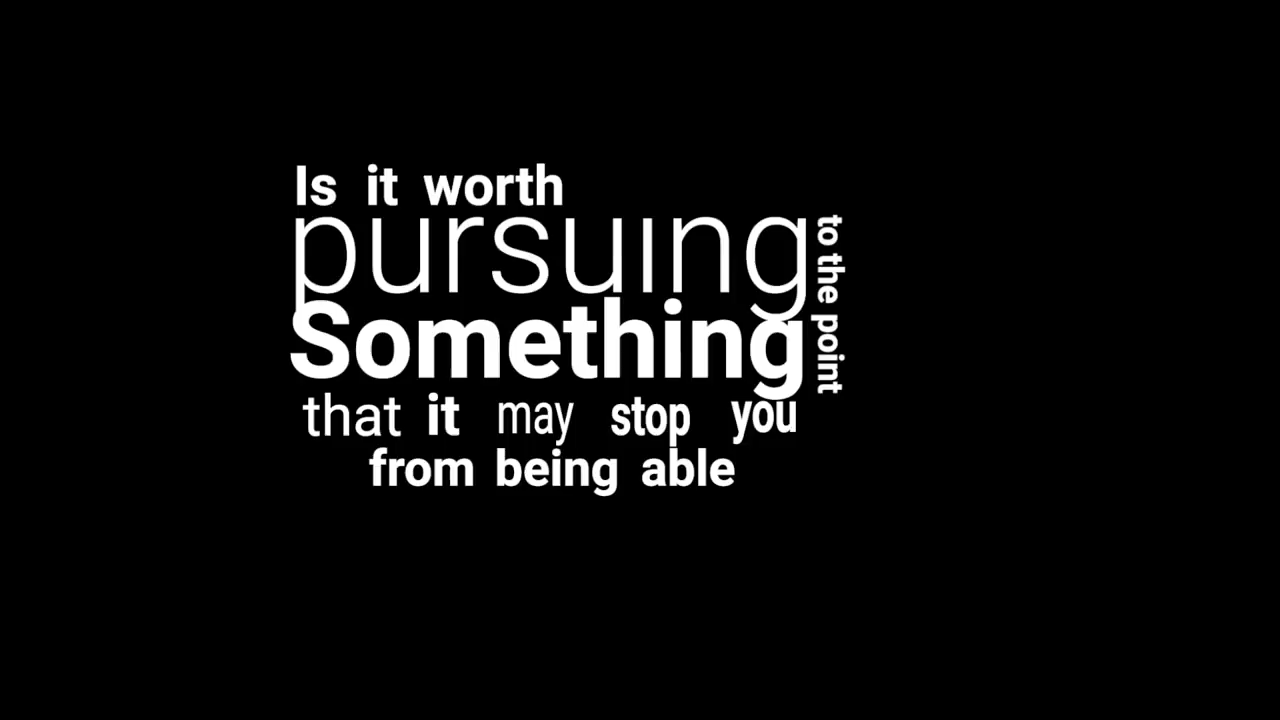 Is it worth
pursuing
Something
to the point
that it may stop you
from being able